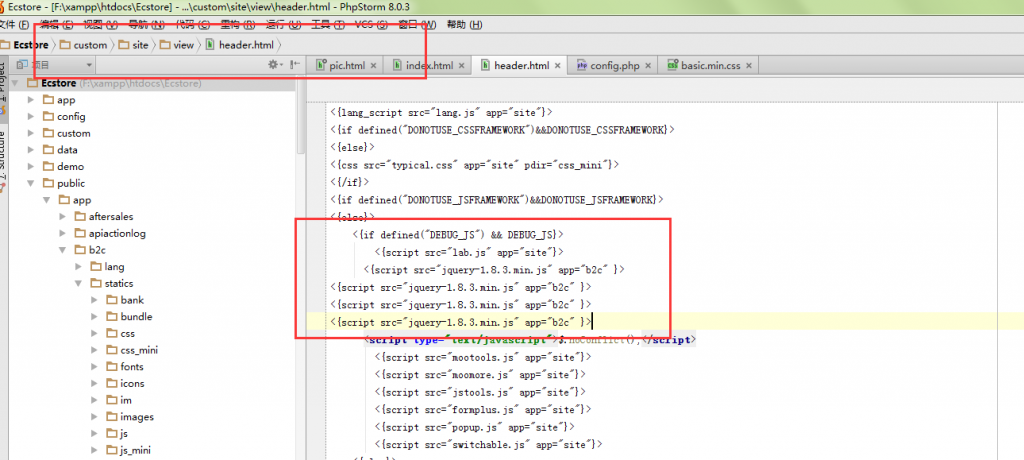 Ecstore - [F:\xampp\htdocs\Ecstore] - ...\custom\site\view\header.html - PhpStorm 8.0.3
文件 (F) 编辑 (E) 视图 (V) 导航 (N) 代码 (C) 重构 (R) 运行 (U) 工具 (T) VCS (S) 窗口 (W) 帮助 (H)
Ecstore custom site view header.html
项目
pic.html index.html header.html config.php basic.min.css
Project
Z: Structure
Ecstore (F:\xampp\htdocs\Ecstore)
app
config
custom
data
demo
public
app
aftersales
apiactionlog
b2c
lang
statics
bank
bundle
css
css_mini
fonts
icons
im
images
js
js_mini
<{lang_script src="lang.js" app="site"}>
<{if defined("DONOTUSE_CSSFRAMEWORK")&&DONOTUSE_CSSFRAMEWORK}>
<{else}>
<{css src="typical.css" app="site" pdir="css_mini"}>
<{/if}>
<{if defined("DONOTUSE_JSFRAMEWORK")&&DONOTUSE_JSFRAMEWORK}>
<{else}>
<{if defined("DEBUG_JS") && DEBUG_JS}>
<{script src="lab.js" app="site"}>
<{script src="jquery-1.8.3.min.js" app="b2c" }>
<{script src="jquery-1.8.3.min.js" app="b2c" }>
<{script src="jquery-1.8.3.min.js" app="b2c" }>
<{script src="jquery-1.8.3.min.js" app="b2c" }>
<script type="text/javascript">$.noConflict();</script>
<{script src="mootools.js" app="site"}>
<{script src="moomore.js" app="site"}>
<{script src="jstools.js" app="site"}>
<{script src="formplus.js" app="site"}>
<{script src="popup.js" app="site"}>
<{script src="switchable.js" app="site"}>